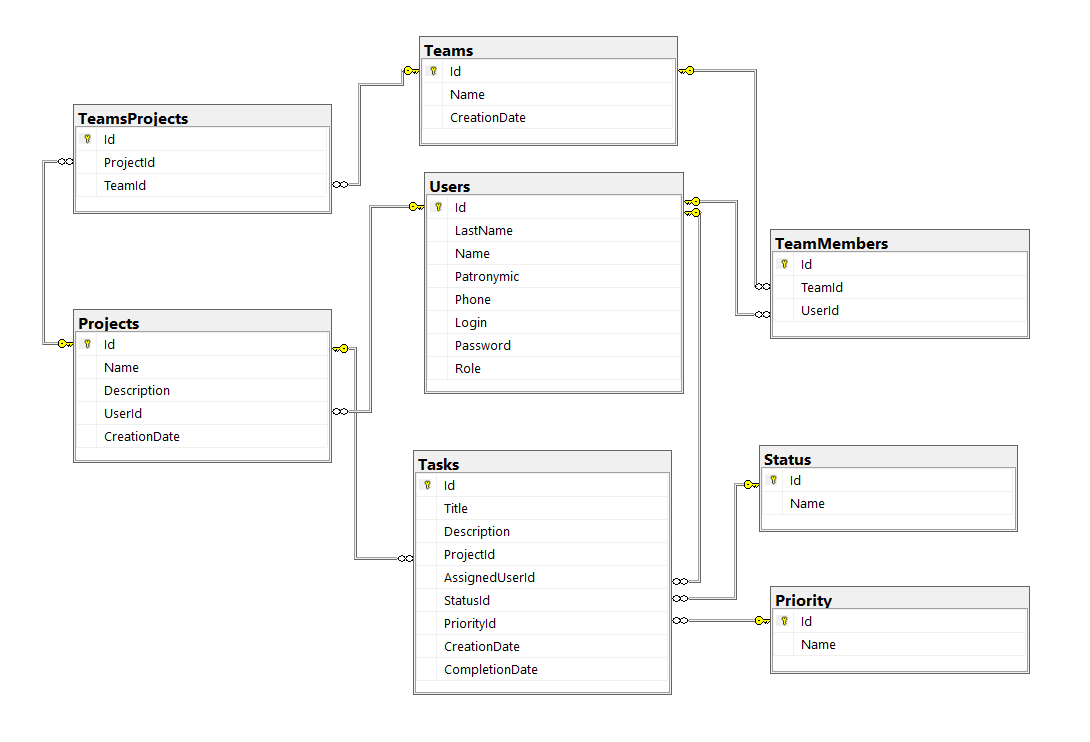 Teams
Id
Name
CreationDate
TeamsProjects
Id
ProjectId
TeamId
Users
Id
LastName
Name
Patronymic
Phone
Login
Password
Role
TeamMembers
Id
TeamId
UserId
Projects
Id
Name
Description
UserId
CreationDate
Tasks
Id
Title
Description
ProjectId
AssignedUserId
StatusId
PriorityId
CreationDate
CompletionDate
Status
Id
Name
Priority
Id
Name